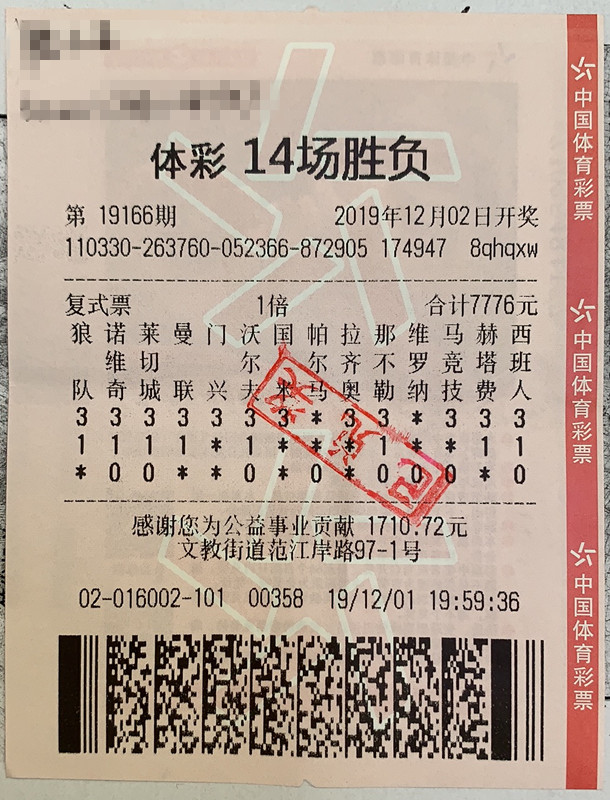 体彩 14场胜负
第 19166期 2019年12月02日开奖
110330-263760-052366-872905 174947 8qhqxw
复式票 1倍 合计7776元
狼 诺 莱 曼 门 沃 国 帕 拉 那 维 马 赫 西
维 切 尔 尔 齐 不 罗 竞 塔 班
队 奇 城 联 兴 夫 米 马 奥 勒 纳 技 费 人
3 3 3 3 3 3 3 * 3 3 * 3 3 3
1 1 1 1 * 1 * * * 1 * * 1 1
* 0 0 * * 0 * 0 * 0 0 0 * 0
已兑奖
感谢您为公益事业贡献 1710.72元
文教街道范江岸路97-1号
02-016002-101 00358 19/12/01 19:59:36
中国体育彩票
中国体育彩票
中国体育彩票